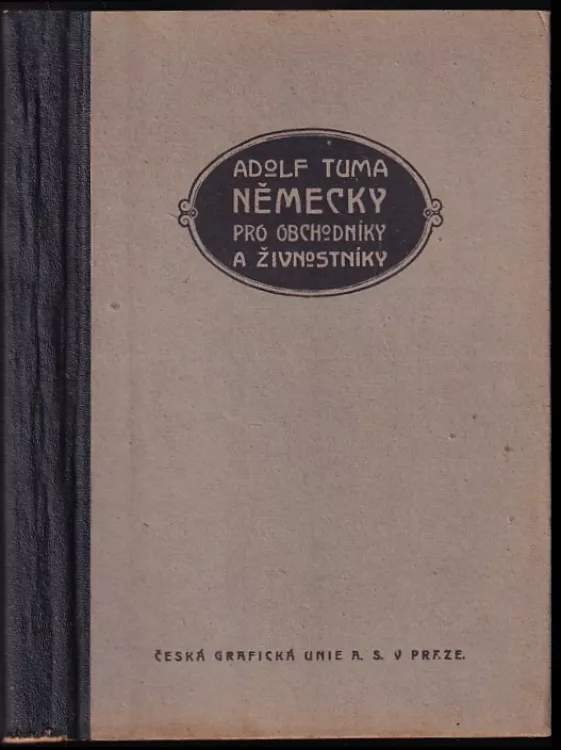 ADOLF TUMA
NĚMECKY
PRO OBCHODNÍKY
A ŽIVNOSTNÍKY
ČESKÁ GRAFICKÁ UNIE A. S. V PRAZE.